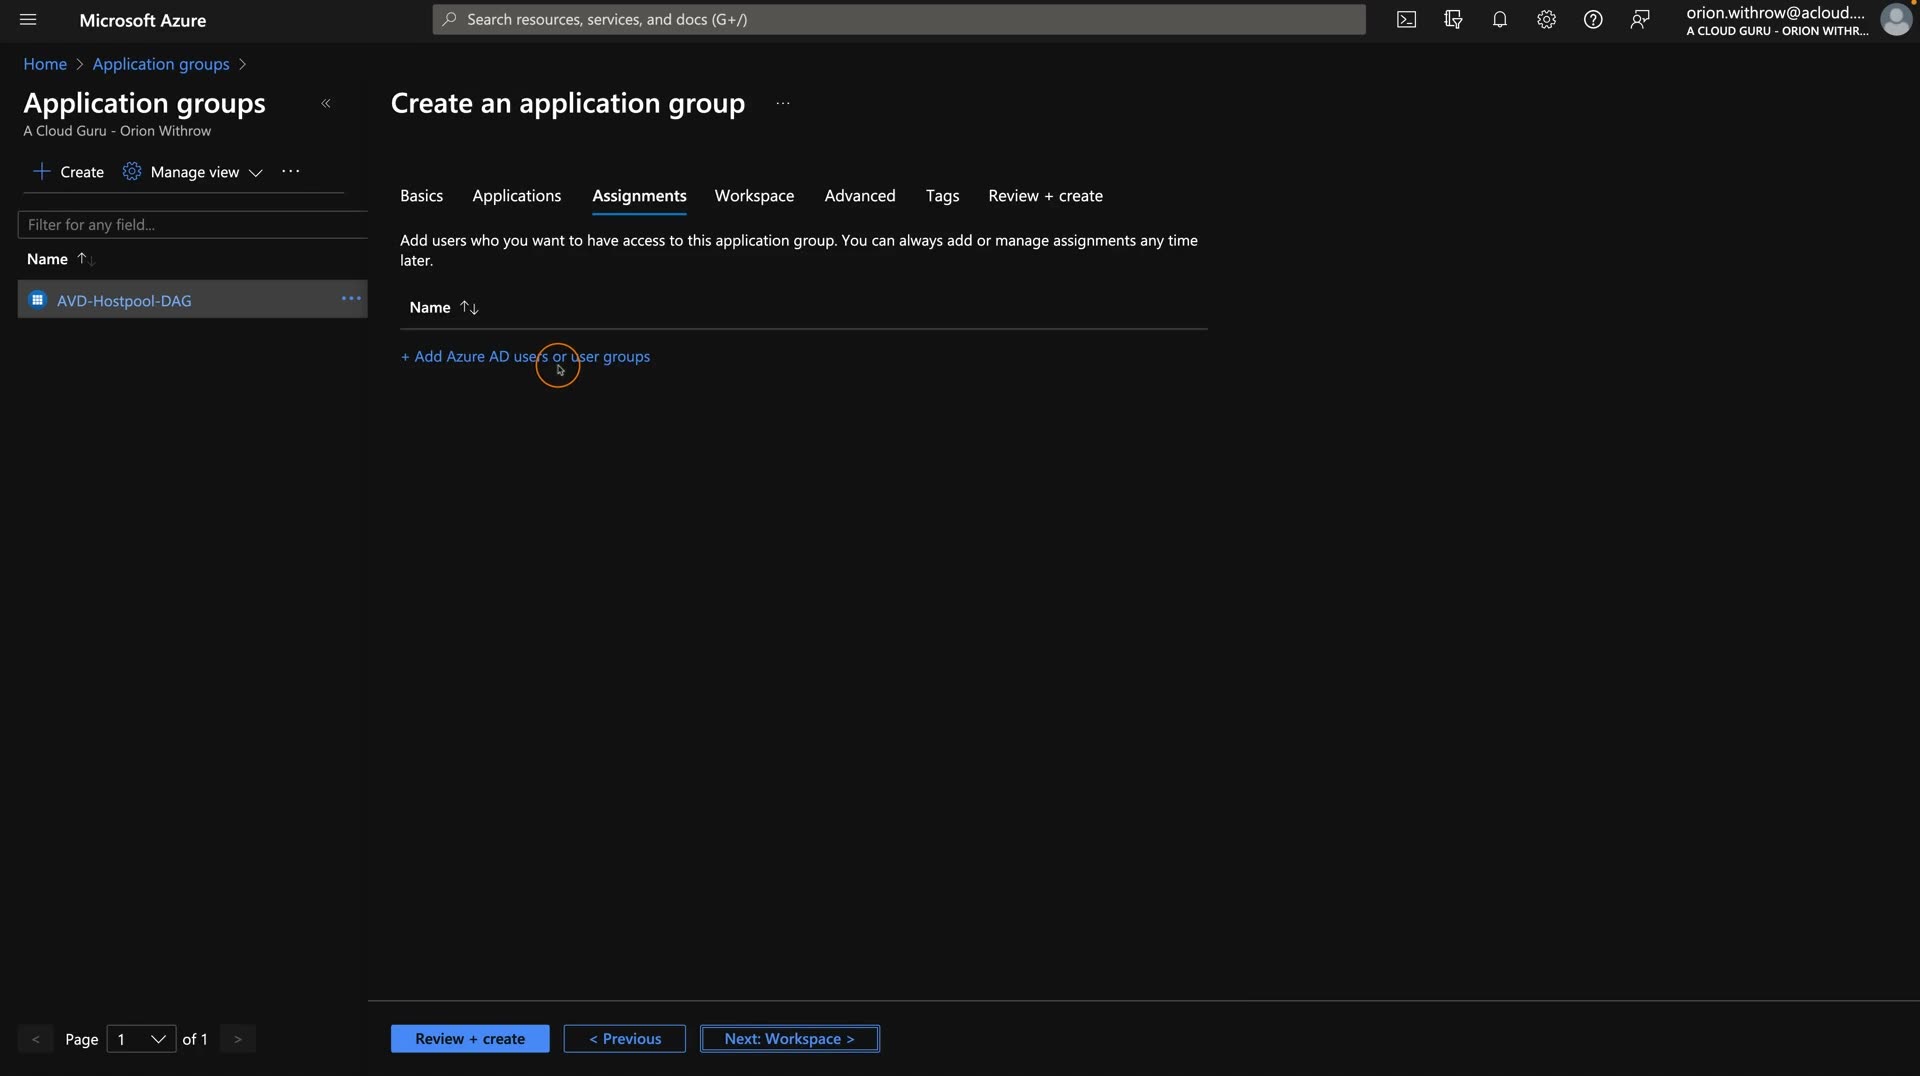 Microsoft Azure
Search resources, services, and docs (G+/)
orion.withrow@acloud....
A CLOUD GURU - ORION WITHR...
Home > Application groups >
Application groups
«
A Cloud Guru - Orion Withrow
Create an application group ...
+ Create Manage view ...
Filter for any field...
Name ↑↓
AVD-Hostpool-DAG ...
Basics Applications Assignments Workspace Advanced Tags Review + create
Add users who you want to have access to this application group. You can always add or manage assignments any time
later.
Name ↑↓
+ Add Azure AD users or user groups
< Page 1 of 1 >
Review + create < Previous Next: Workspace >